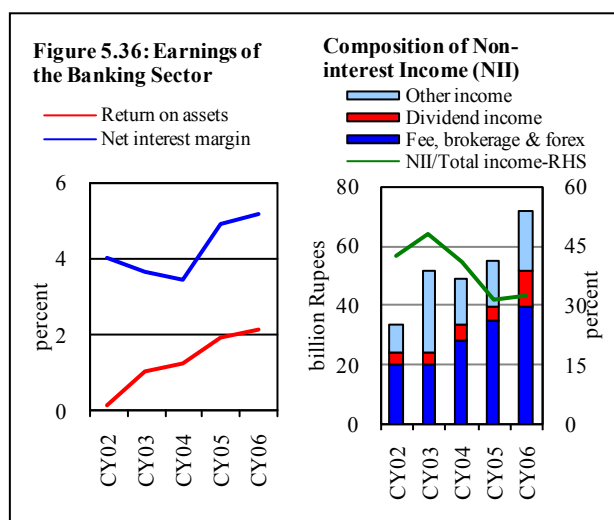 Figure 5.36: Earnings of
the Banking Sector
Return on assets
Net interest margin
6
4
2
0
percent
CY02
CY03
CY04
CY05
CY06
Composition of Non-
interest Income (NII)
Other income
Dividend income
Fee, brokerage & forex
NII/Total income-RHS
80
60
40
20
0
billion Rupees
60
45
30
15
0
percent
CY02
CY03
CY04
CY05
CY06